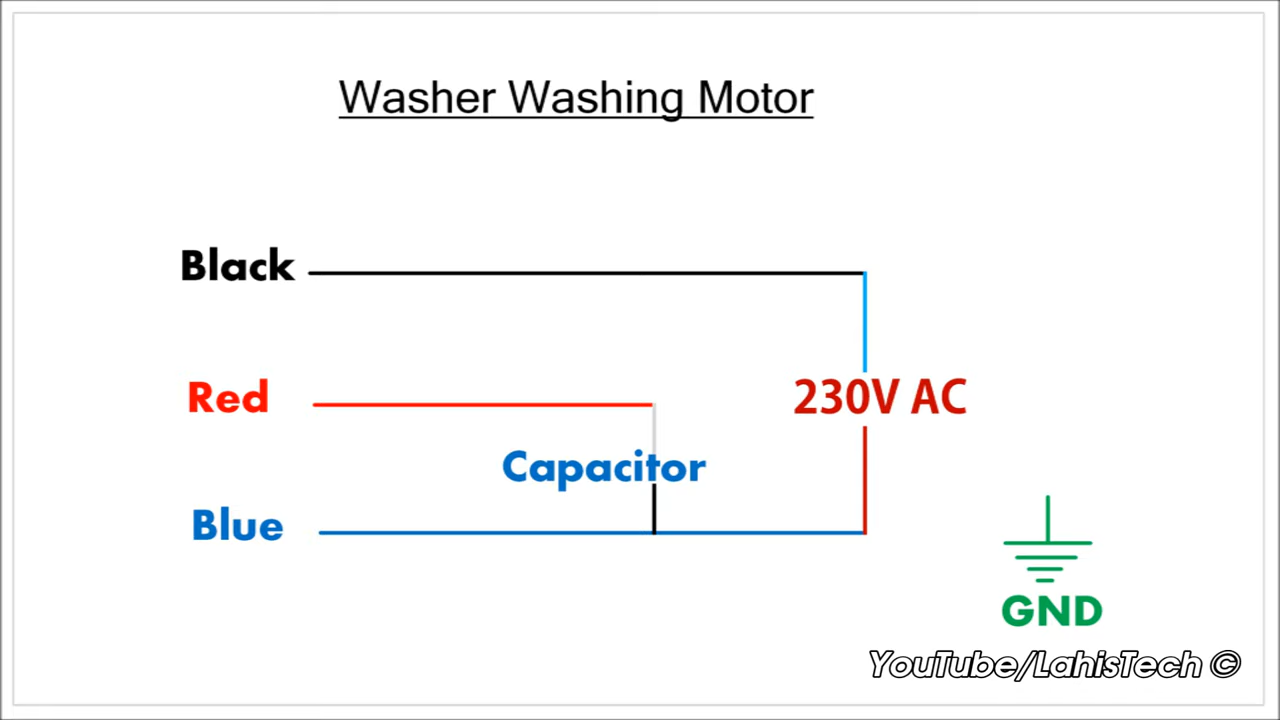 Washer Washing Motor
Black
Red
230V AC
Capacitor
Blue
GND
YouTube/LahisTech ©